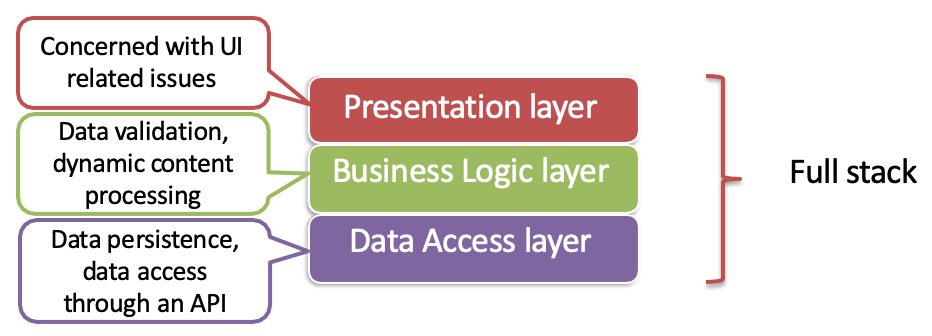 Concerned with UI
related issues
Presentation layer
Data validation,
dynamic content
processing
Business Logic layer
Data persistence,
data access
through an API
Data Access layer
Full stack